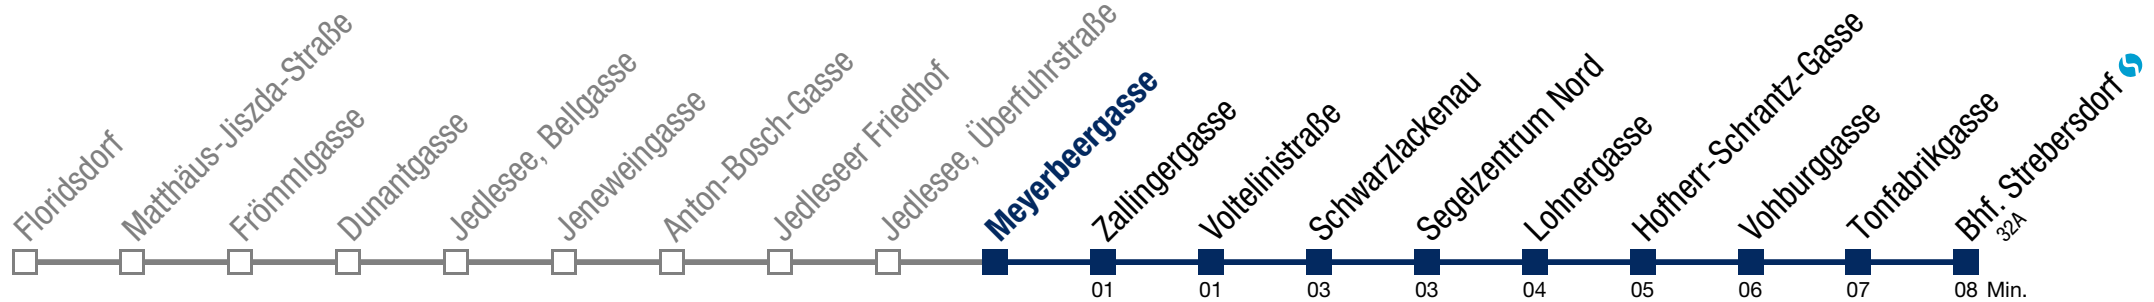 Floridsdorf
Matthäus-Jiszda-Straße
Frömmlgasse
Dunantgasse
Jedlesee, Bellgasse
Jeneweingasse
Anton-Bosch-Gasse
Jedleseer Friedhof
Jedlesee, Überfuhrstraße
Meyerbeergasse
Zallingergasse
Voltelinistraße
Schwarzlackenau
Segelzentrum Nord
Lohnergasse
Hofherr-Schrantz-Gasse
Vohburggasse
Tonfabrikgasse
Bhf. Strebersdorf
32A
01 01 03 03 04 05 06 07 08 Min.